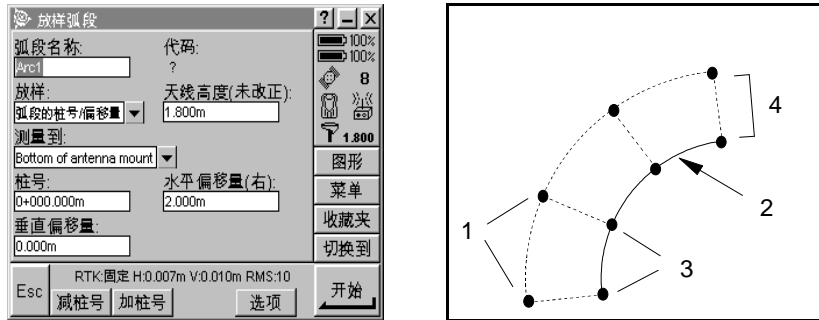 放样弧段
? — X
弧段名称: 代码:
Arc1 ?
放样: 天线高度(未改正):
弧段的桩号/偏移量 1.800m
测量到:
Bottom of antenna mount
桩号: 水平偏移量(右):
0+000.000m 2.000m
垂直偏移量:
0.000m
100%
100%
8
1.800
图形
菜单
收藏夹
切换到
Esc
RTK:固定 H:0.007m V:0.010m RMS:10
减桩号 加桩号 选项
开始
4
2
1
3